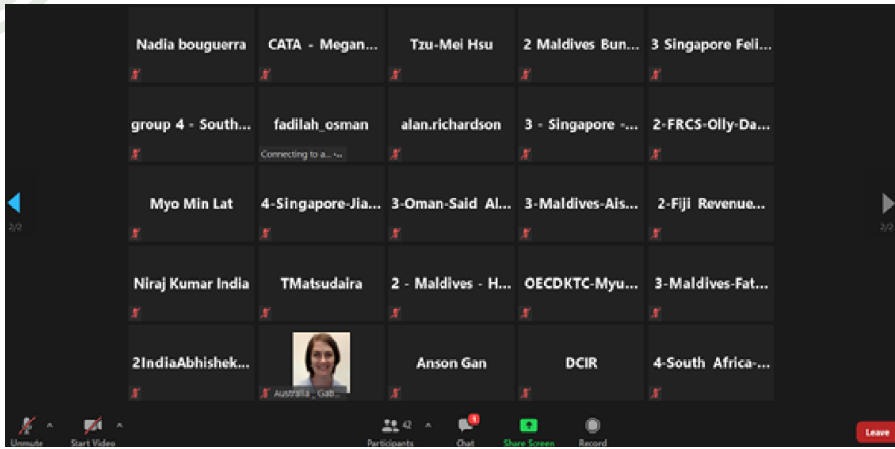 Nadia bouguerra
CATA - Megan...
Tzu-Mei Hsu
2 Maldives Bun...
3 Singapore Feli...
group 4 - South...
fadilah_osman
Connecting to a...
alan.richardson
3 - Singapore -...
2-FRCS-Olly-Da...
Myo Min Lat
4-Singapore-Jia...
3-Oman-Said Al...
3-Maldives-Ais...
2-Fiji Revenue...
2/2
2/2
Niraj Kumar India
TMatsudaira
2 - Maldives - H...
OECDKTC-Myu...
3-Maldives-Fat...
2IndiaAbhishek...
Australia _ Gab...
Anson Gan
DCIR
4-South Africa-...
Unmute
Start Video
42
Participants
Chat
Share Screen
Record
Leave